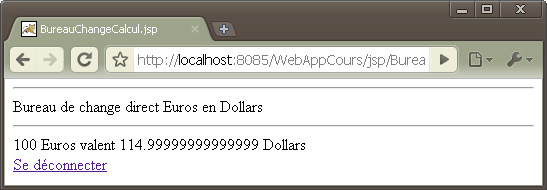 BureauChangeCalcul.jsp
http://localhost:8085/WebAppCours/jsp/Burea
Bureau de change direct Euros en Dollars
100 Euros valent 114.99999999999999 Dollars
Se déconnecter